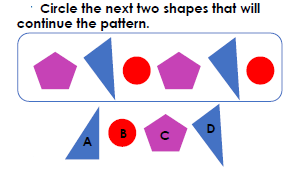 Circle the next two shapes that will
continue the pattern.
A B C D